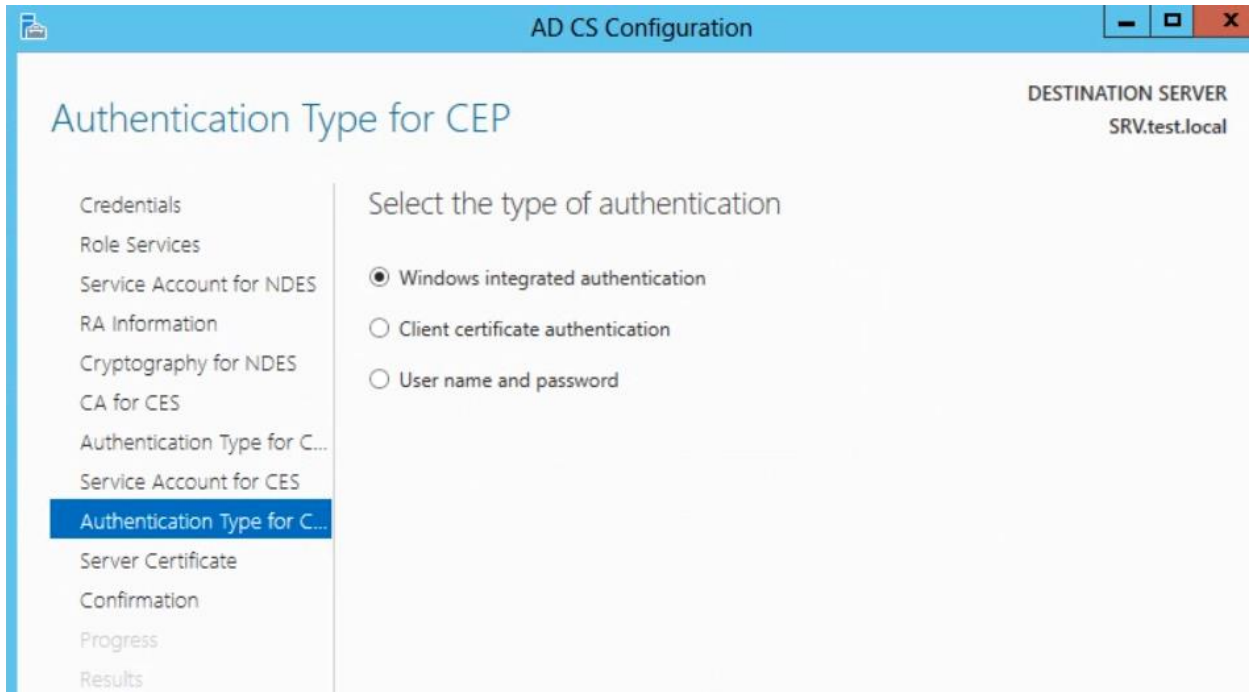 AD CS Configuration
Authentication Type for CEP
DESTINATION SERVER
SRV.test.local
Credentials
Role Services
Service Account for NDES
RA Information
Cryptography for NDES
CA for CES
Authentication Type for C...
Service Account for CES
Authentication Type for C...
Server Certificate
Confirmation
Progress
Results
Select the type of authentication
Windows integrated authentication
Client certificate authentication
User name and password